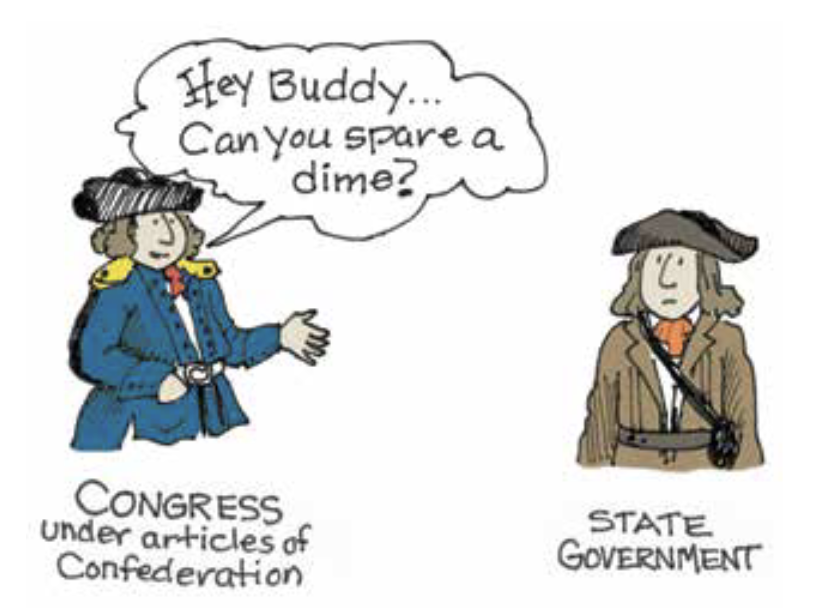 Hey Buddy...
Can you spare a
dime?
CONGRESS
under articles of
Confederation
STATE
GOVERNMENT